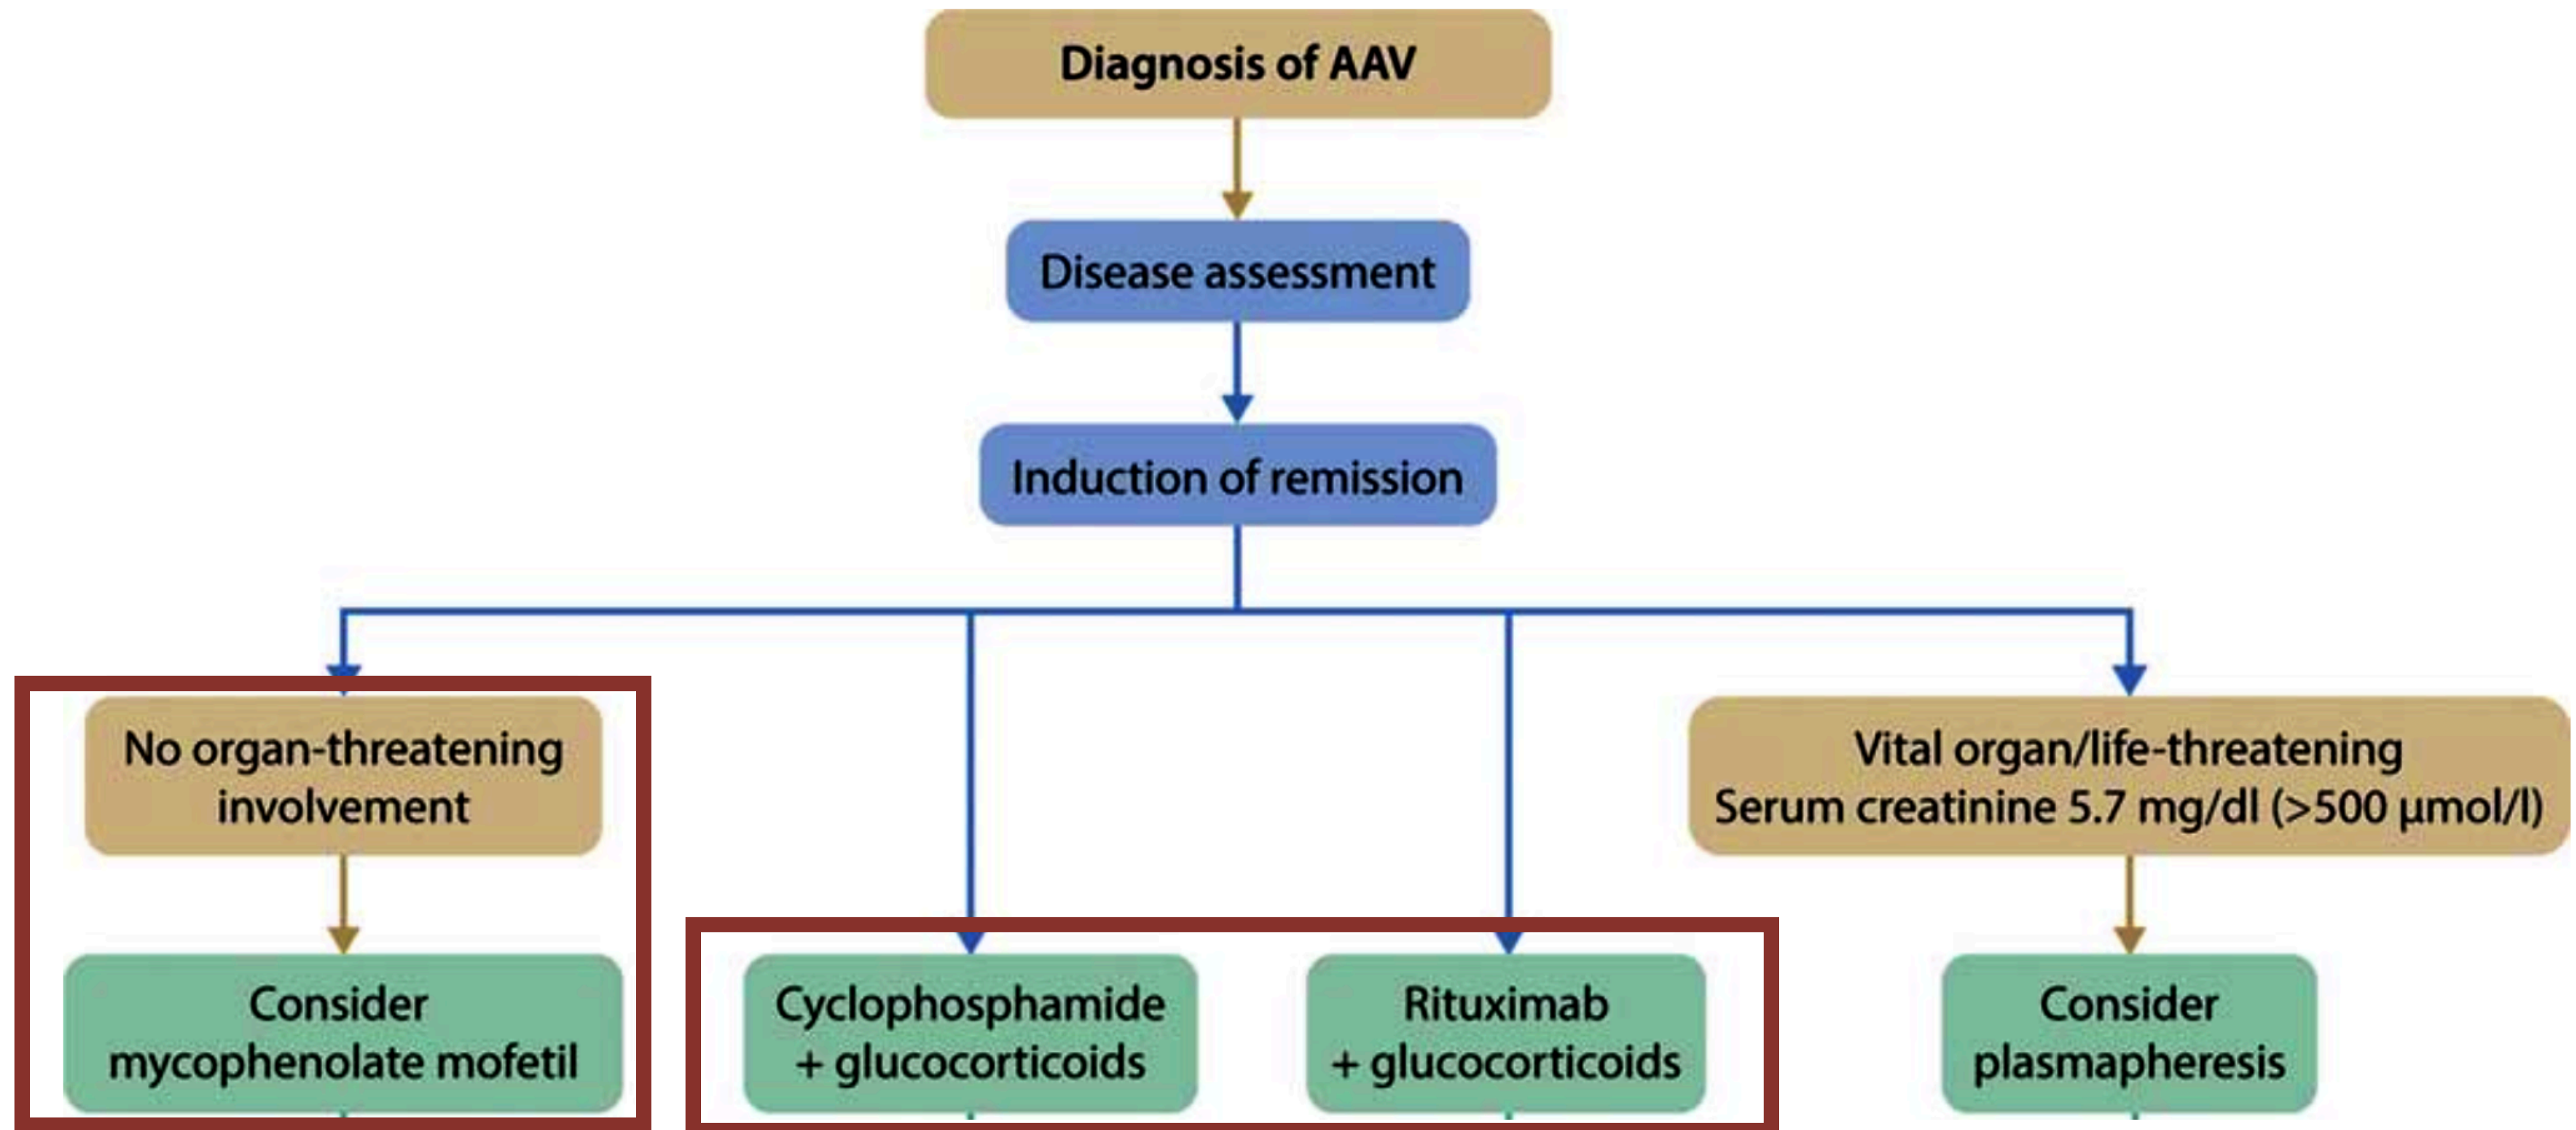 Diagnosis of AAV
Disease assessment
Induction of remission
No organ-threatening
involvement
Vital organ/life-threatening
Serum creatinine 5.7 mg/dl (>500 μmol/l)
Consider
mycophenolate mofetil
Cyclophosphamide
+ glucocorticoids
Rituximab
+ glucocorticoids
Consider
plasmapheresis